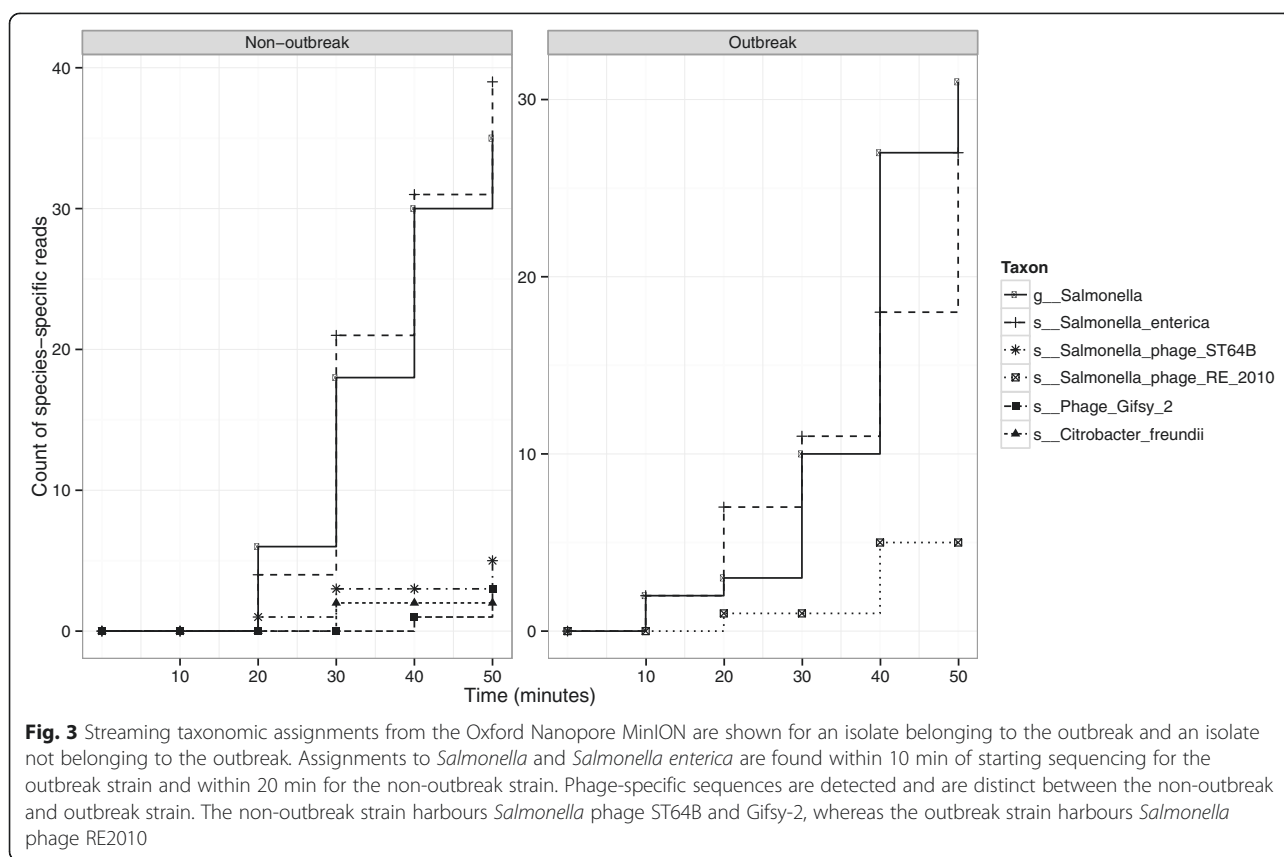 Non-outbreak
Outbreak
40
30
20
10
0
30
20
10
0
Count of species-specific reads
10 20 30 40 50
10 20 30 40 50
Time (minutes)
Taxon
g__Salmonella
s__Salmonella_enterica
s__Salmonella_phage_ST64B
s__Salmonella_phage_RE_2010
s__Phage_Gifsy_2
s__Citrobacter_freundii
Fig. 3 Streaming taxonomic assignments from the Oxford Nanopore MinION are shown for an isolate belonging to the outbreak and an isolate
not belonging to the outbreak. Assignments to Salmonella and Salmonella enterica are found within 10 min of starting sequencing for the
outbreak strain and within 20 min for the non-outbreak strain. Phage-specific sequences are detected and are distinct between the non-outbreak
and outbreak strain. The non-outbreak strain harbours Salmonella phage ST64B and Gifsy-2, whereas the outbreak strain harbours Salmonella
phage RE2010